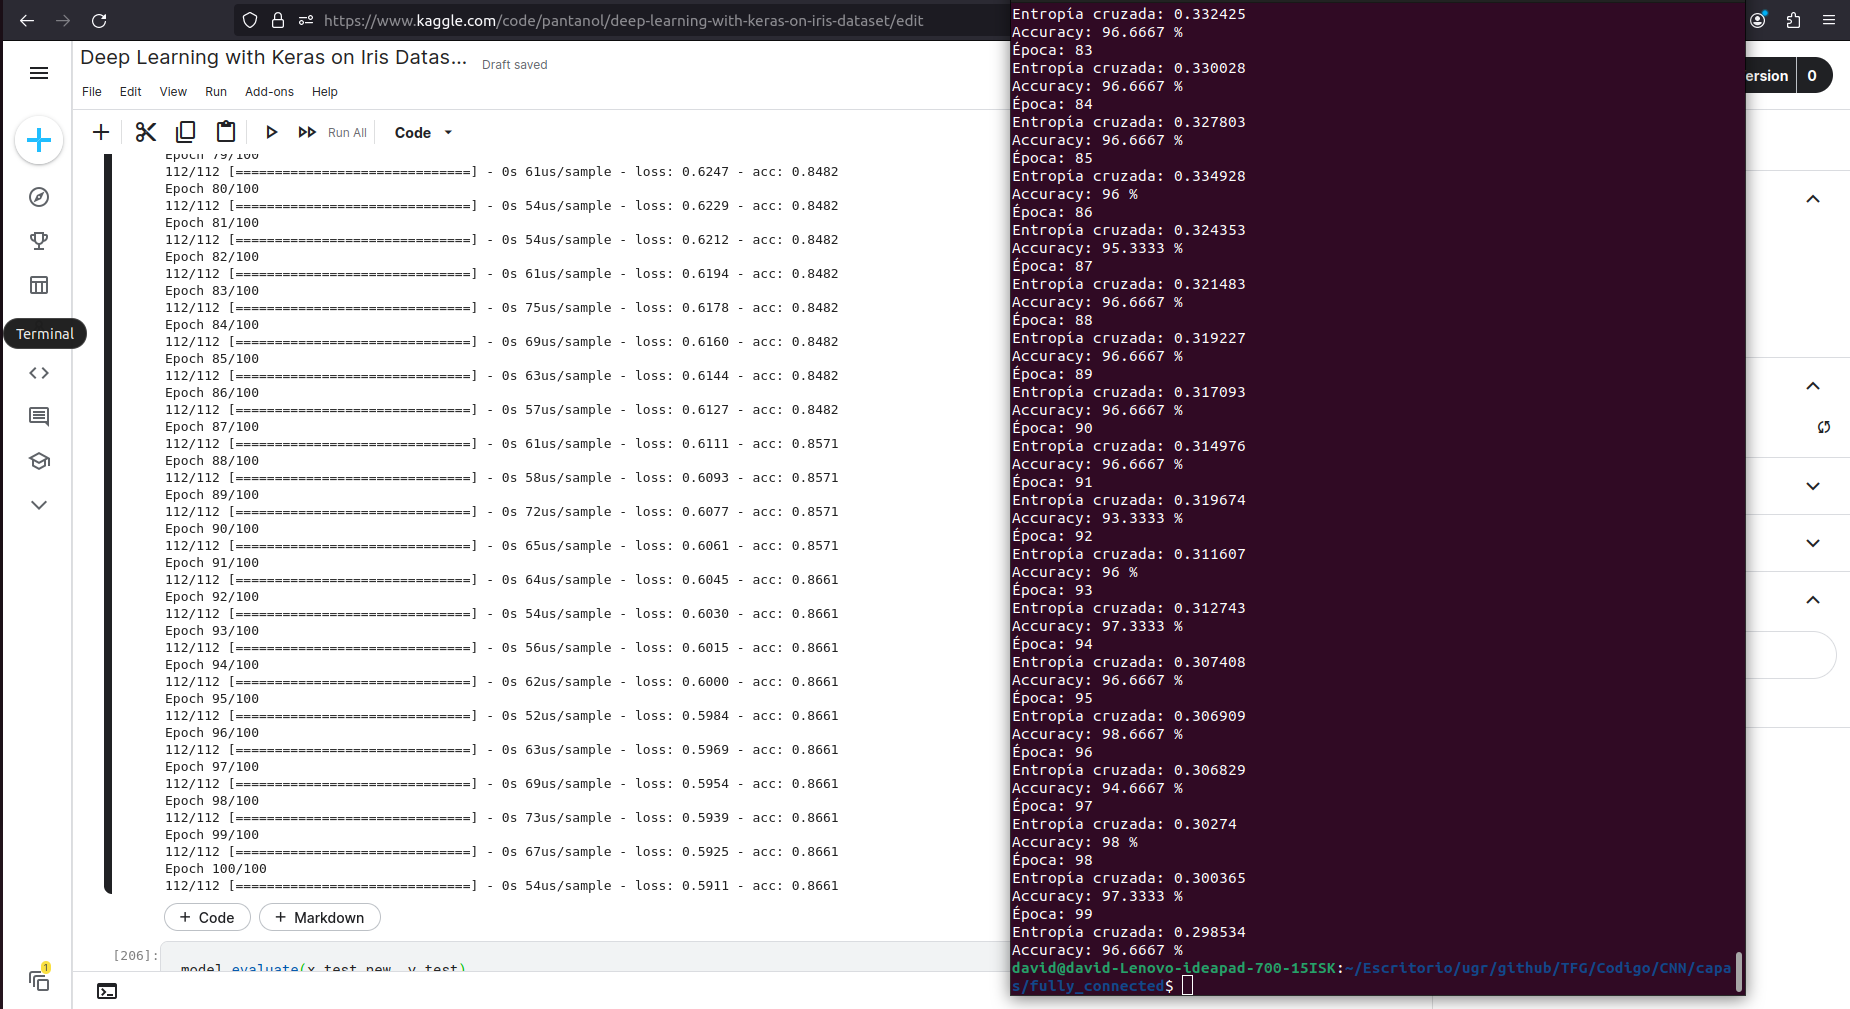 https://www.kaggle.com/code/pantanol/deep-learning-with-keras-on-iris-dataset/edit
Deep Learning with Keras on Iris Datas...
Draft saved
File Edit View Run Add-ons Help
Run All
Code
Terminal
Epoch 79/100
112/112 [==============================] - 0s 61us/sample - loss: 0.6247 - acc: 0.8482
Epoch 80/100
112/112 [==============================] - 0s 54us/sample - loss: 0.6229 - acc: 0.8482
Epoch 81/100
112/112 [==============================] - 0s 54us/sample - loss: 0.6212 - acc: 0.8482
Epoch 82/100
112/112 [==============================] - 0s 61us/sample - loss: 0.6194 - acc: 0.8482
Epoch 83/100
112/112 [==============================] - 0s 75us/sample - loss: 0.6178 - acc: 0.8482
Epoch 84/100
112/112 [==============================] - 0s 69us/sample - loss: 0.6160 - acc: 0.8482
Epoch 85/100
112/112 [==============================] - 0s 63us/sample - loss: 0.6144 - acc: 0.8482
Epoch 86/100
112/112 [==============================] - 0s 57us/sample - loss: 0.6127 - acc: 0.8482
Epoch 87/100
112/112 [==============================] - 0s 61us/sample - loss: 0.6111 - acc: 0.8571
Epoch 88/100
112/112 [==============================] - 0s 58us/sample - loss: 0.6093 - acc: 0.8571
Epoch 89/100
112/112 [==============================] - 0s 72us/sample - loss: 0.6077 - acc: 0.8571
Epoch 90/100
112/112 [==============================] - 0s 65us/sample - loss: 0.6061 - acc: 0.8571
Epoch 91/100
112/112 [==============================] - 0s 64us/sample - loss: 0.6045 - acc: 0.8661
Epoch 92/100
112/112 [==============================] - 0s 54us/sample - loss: 0.6030 - acc: 0.8661
Epoch 93/100
112/112 [==============================] - 0s 56us/sample - loss: 0.6015 - acc: 0.8661
Epoch 94/100
112/112 [==============================] - 0s 62us/sample - loss: 0.6000 - acc: 0.8661
Epoch 95/100
112/112 [==============================] - 0s 52us/sample - loss: 0.5984 - acc: 0.8661
Epoch 96/100
112/112 [==============================] - 0s 63us/sample - loss: 0.5969 - acc: 0.8661
Epoch 97/100
112/112 [==============================] - 0s 69us/sample - loss: 0.5954 - acc: 0.8661
Epoch 98/100
112/112 [==============================] - 0s 73us/sample - loss: 0.5939 - acc: 0.8661
Epoch 99/100
112/112 [==============================] - 0s 67us/sample - loss: 0.5925 - acc: 0.8661
Epoch 100/100
112/112 [==============================] - 0s 54us/sample - loss: 0.5911 - acc: 0.8661
+ Code
+ Markdown
[206]:
model.evaluate(x_test_new, y_test)
1
Entropía cruzada: 0.332425
Accuracy: 96.6667 %
Época: 83
Entropía cruzada: 0.330028
Accuracy: 96.6667 %
Época: 84
Entropía cruzada: 0.327803
Accuracy: 96.6667 %
Época: 85
Entropía cruzada: 0.334928
Accuracy: 96 %
Época: 86
Entropía cruzada: 0.324353
Accuracy: 95.3333 %
Época: 87
Entropía cruzada: 0.321483
Accuracy: 96.6667 %
Época: 88
Entropía cruzada: 0.319227
Accuracy: 96.6667 %
Época: 89
Entropía cruzada: 0.317093
Accuracy: 96.6667 %
Época: 90
Entropía cruzada: 0.314976
Accuracy: 96.6667 %
Época: 91
Entropía cruzada: 0.319674
Accuracy: 93.3333 %
Época: 92
Entropía cruzada: 0.311607
Accuracy: 96 %
Época: 93
Entropía cruzada: 0.312743
Accuracy: 97.3333 %
Época: 94
Entropía cruzada: 0.307408
Accuracy: 96.6667 %
Época: 95
Entropía cruzada: 0.306909
Accuracy: 98.6667 %
Época: 96
Entropía cruzada: 0.306829
Accuracy: 94.6667 %
Época: 97
Entropía cruzada: 0.30274
Accuracy: 98 %
Época: 98
Entropía cruzada: 0.300365
Accuracy: 97.3333 %
Época: 99
Entropía cruzada: 0.298534
Accuracy: 96.6667 %
david@david-Lenovo-ideapad-700-15ISK:~/Escritorio/ugr/github/TFG/Codigo/CNN/capa
s/fully_connected$
ersion 0